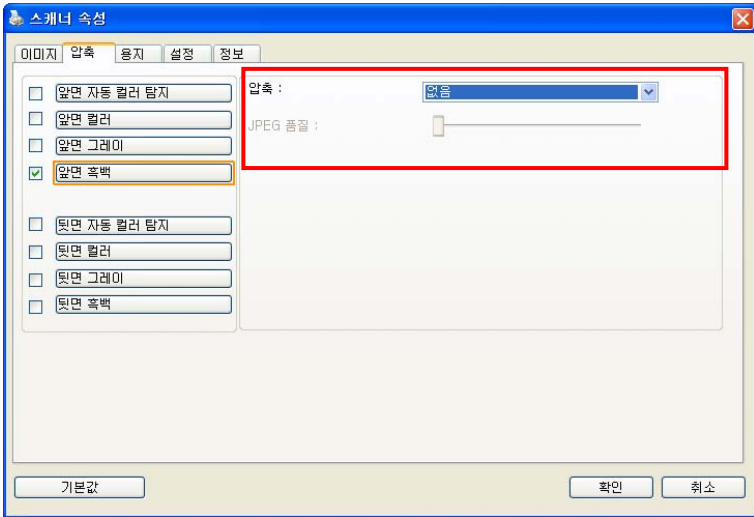 스캐너 속성
이미지 압축 용지 설정 정보
앞면 자동 컬러 탐지
앞면 컬러
앞면 그레이
앞면 흑백
뒷면 자동 컬러 탐지
뒷면 컬러
뒷면 그레이
뒷면 흑백
압축 : 없음
JPEG 품질 :
기본값 확인 취소